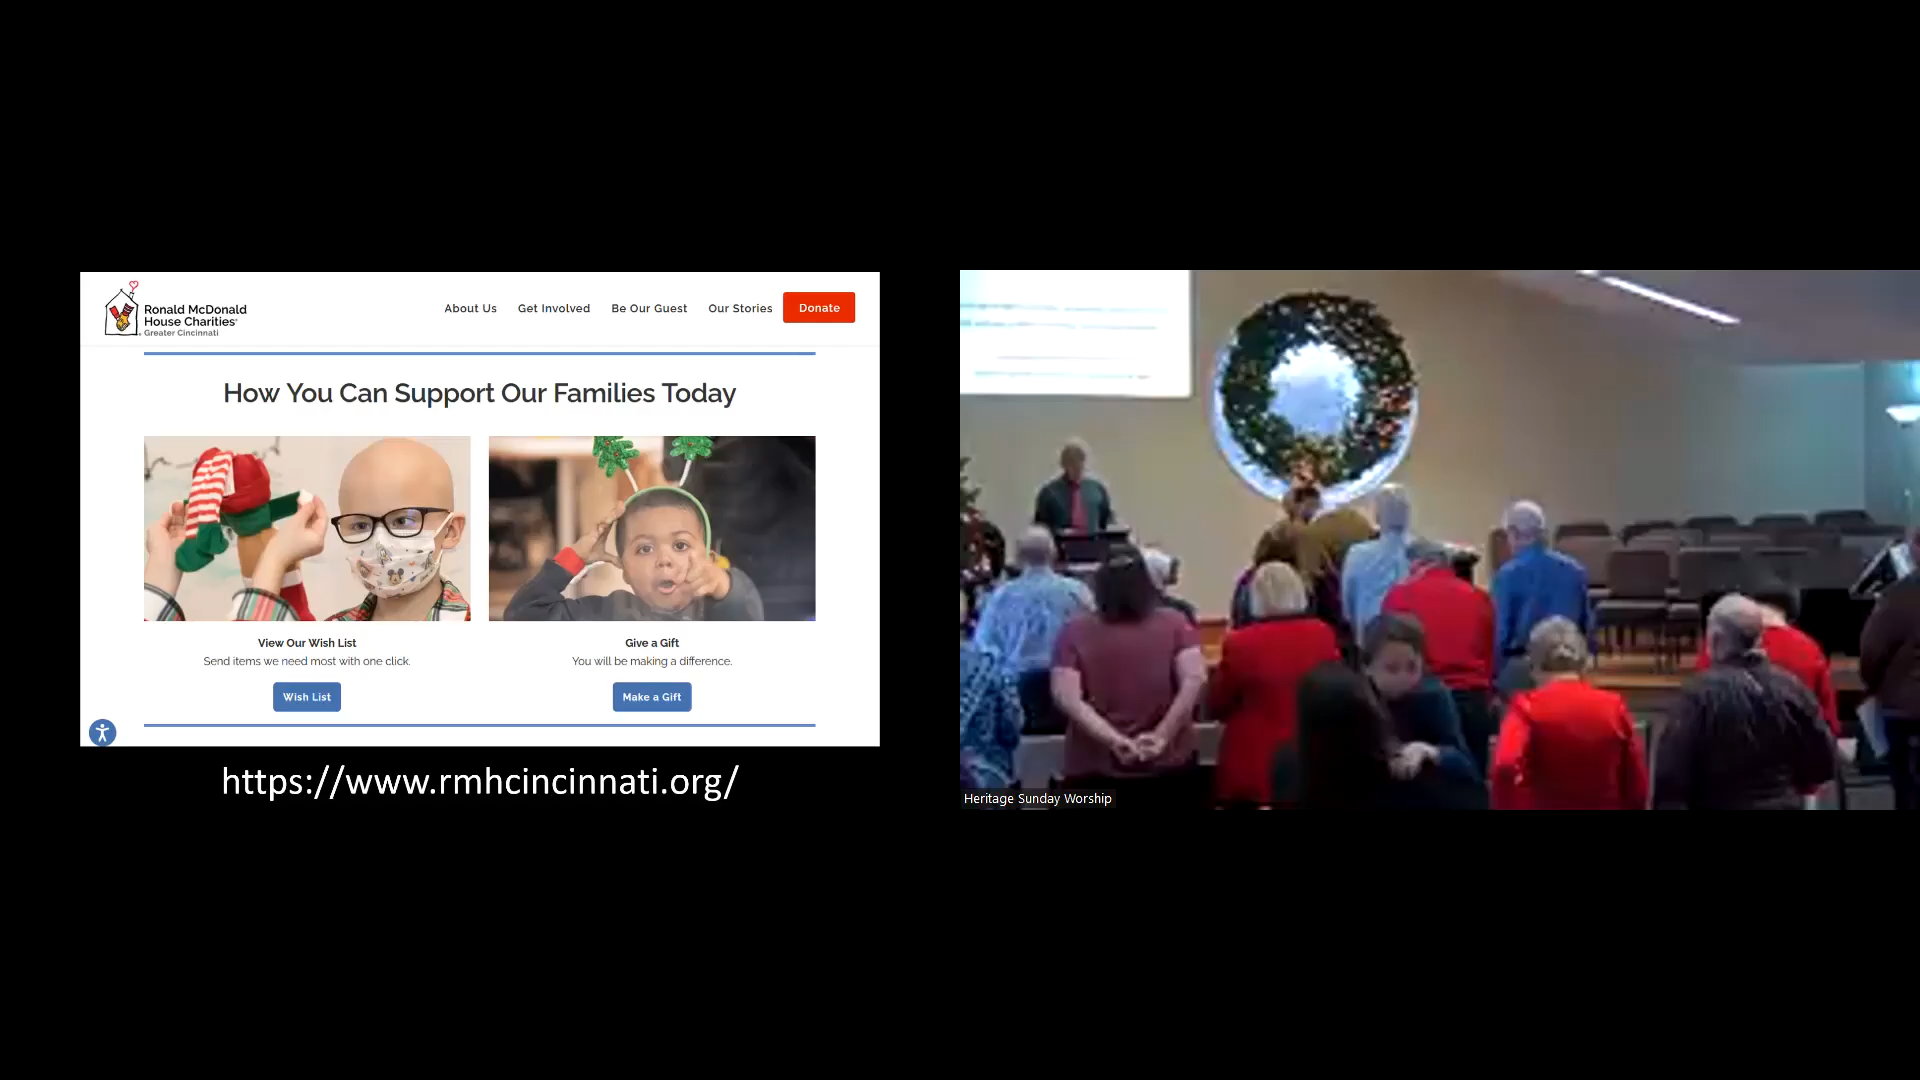 Ronald McDonald
House Charities®
Greater Cincinnati
About Us Get Involved Be Our Guest Our Stories Donate
How You Can Support Our Families Today
View Our Wish List
Send items we need most with one click.
Wish List
Give a Gift
You will be making a difference.
Make a Gift
https://www.rmhcincinnati.org/
Heritage Sunday Worship